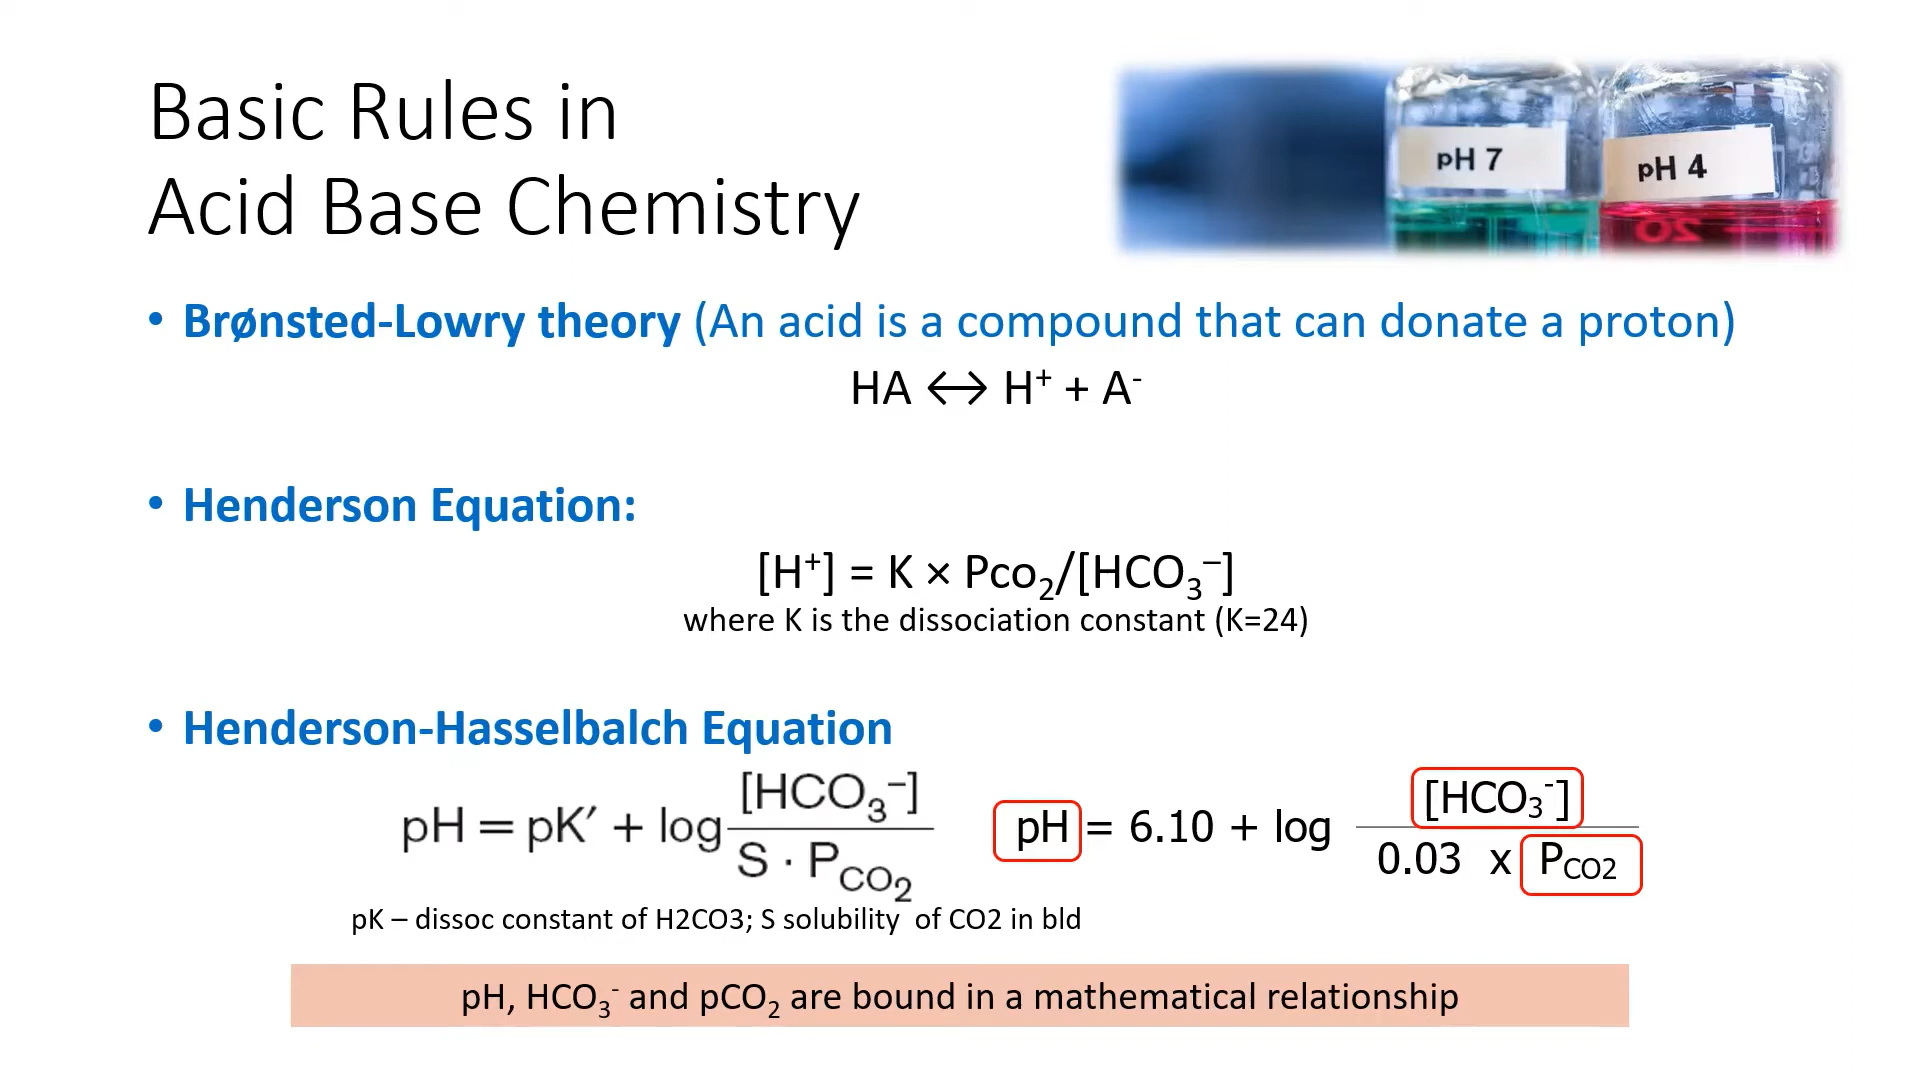 Basic Rules in
Acid Base Chemistry
pH 7
pH 4
20
• Brønsted-Lowry theory (An acid is a compound that can donate a proton)
HA ↔ H⁺ + A⁻
• Henderson Equation:
[H⁺] = K × Pco₂/[HCO₃⁻]
where K is the dissociation constant (K=24)
• Henderson-Hasselbalch Equation
pH = pK′ + log [HCO₃⁻] / S · P_CO₂
pH = 6.10 + log [HCO₃⁻] / 0.03 x P_CO2
pK – dissoc constant of H2CO3; S solubility of CO2 in bld
pH, HCO₃⁻ and pCO₂ are bound in a mathematical relationship